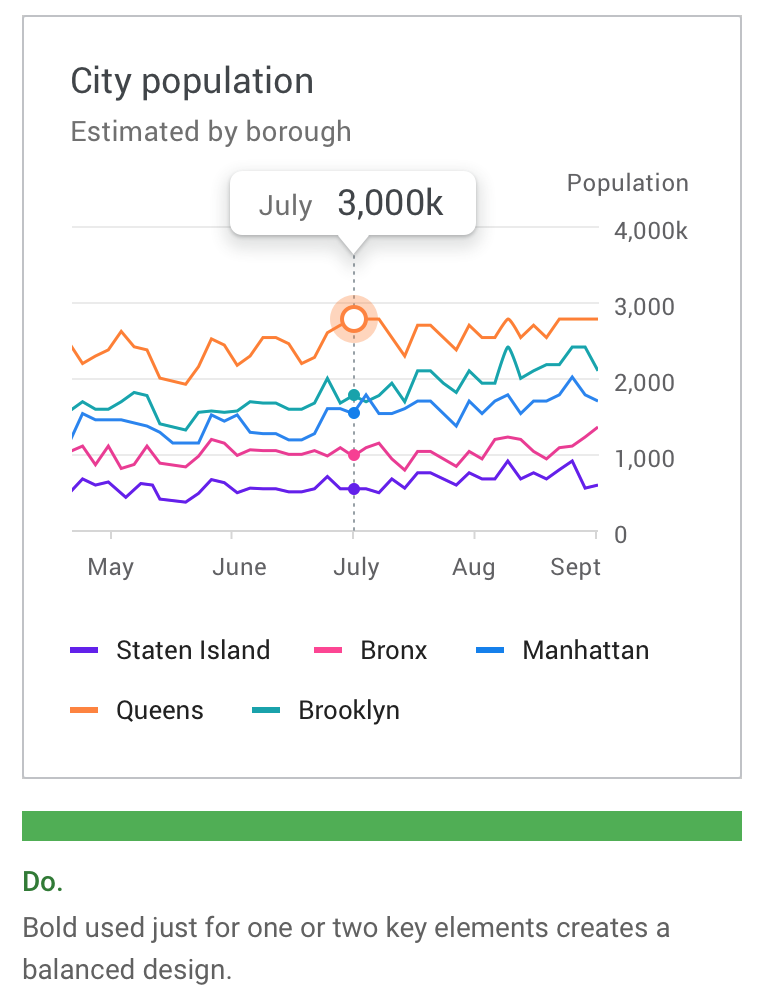 City population
Estimated by borough
July 3,000k
Population
4,000k
3,000
2,000
1,000
0
May June July Aug Sept
Staten Island Bronx Manhattan
Queens Brooklyn
Do.
Bold used just for one or two key elements creates a
balanced design.